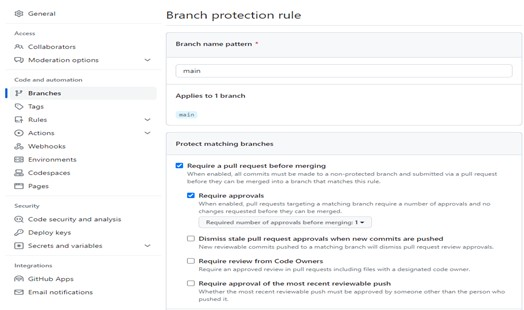 General
Access
Collaborators
Moderation options
Code and automation
Branches
Tags
Rules
Actions
Webhooks
Environments
Codespaces
Pages
Security
Code security and analysis
Deploy keys
Secrets and variables
Integrations
GitHub Apps
Email notifications
Branch protection rule
Branch name pattern *
main
Applies to 1 branch
main
Protect matching branches
Require a pull request before merging
When enabled, all commits must be made to a non-protected branch and submitted via a pull request
before they can be merged into a branch that matches this rule.
Require approvals
When enabled, pull requests targeting a matching branch require a number of approvals and no
changes requested before they can be merged.
Required number of approvals before merging: 1
Dismiss stale pull request approvals when new commits are pushed
New reviewable commits pushed to a matching branch will dismiss pull request review approvals.
Require review from Code Owners
Require an approved review in pull requests including files with a designated code owner.
Require approval of the most recent reviewable push
Whether the most recent reviewable push must be approved by someone other than the person who
pushed it.